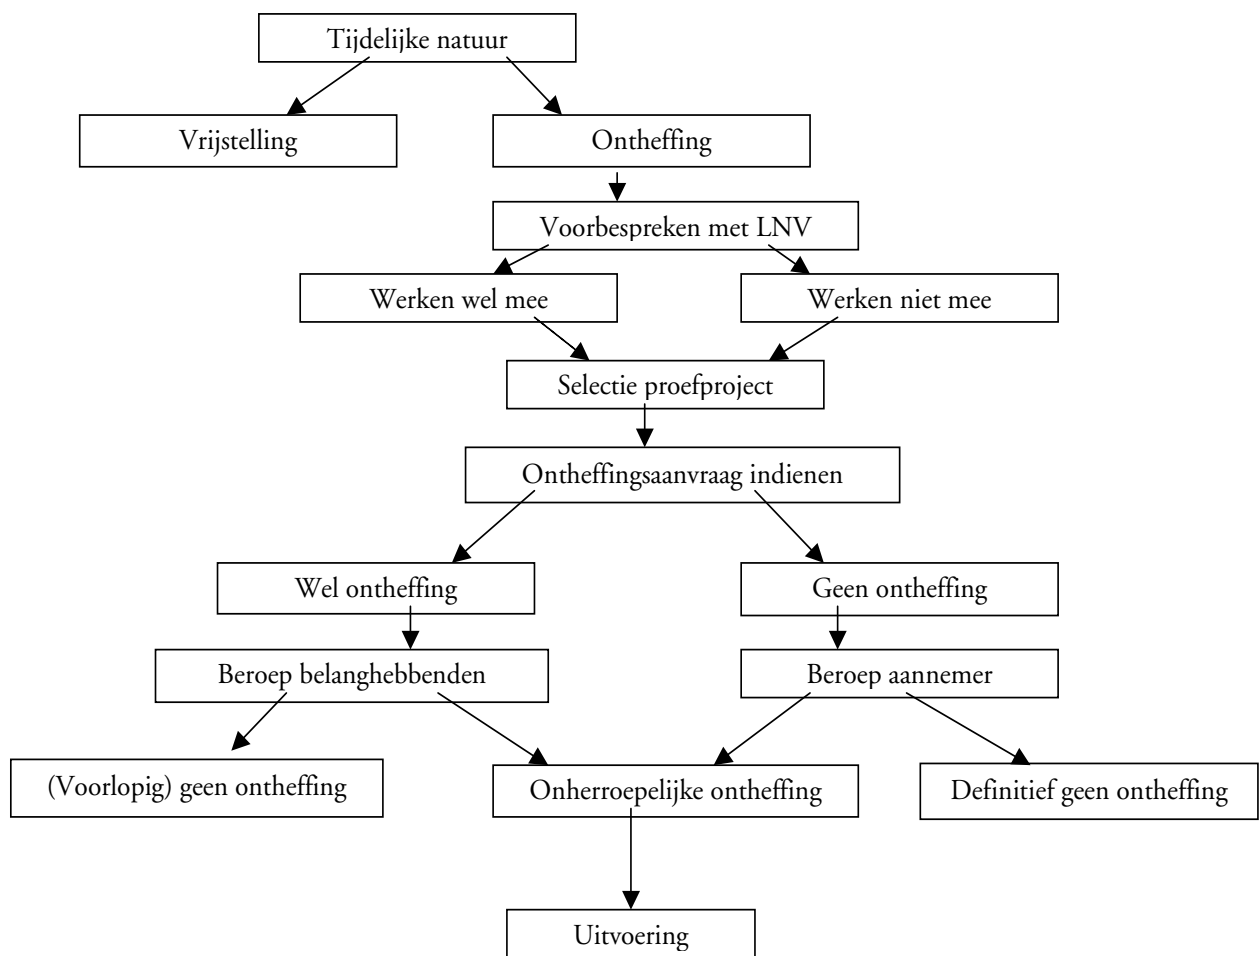 Tijdelijke natuur
Vrijstelling
Ontheffing
Voorbespreken met LNV
Werken wel mee
Werken niet mee
Selectie proefproject
Ontheffingsaanvraag indienen
Wel ontheffing
Geen ontheffing
Beroep belanghebbenden
Beroep aannemer
(Voorlopig) geen ontheffing
Onherroepelijke ontheffing
Definitief geen ontheffing
Uitvoering